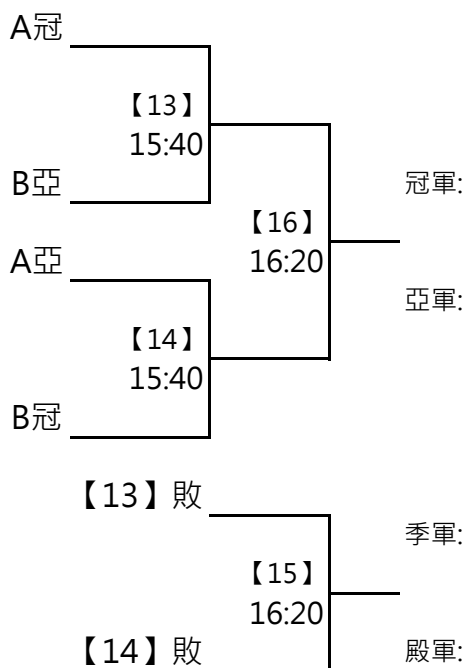 A冠
【13】
15:40
B亞
冠軍:
【16】
16:20
A亞
亞軍:
【14】
15:40
B冠
【13】敗
季軍:
【15】
16:20
【14】敗
殿軍: